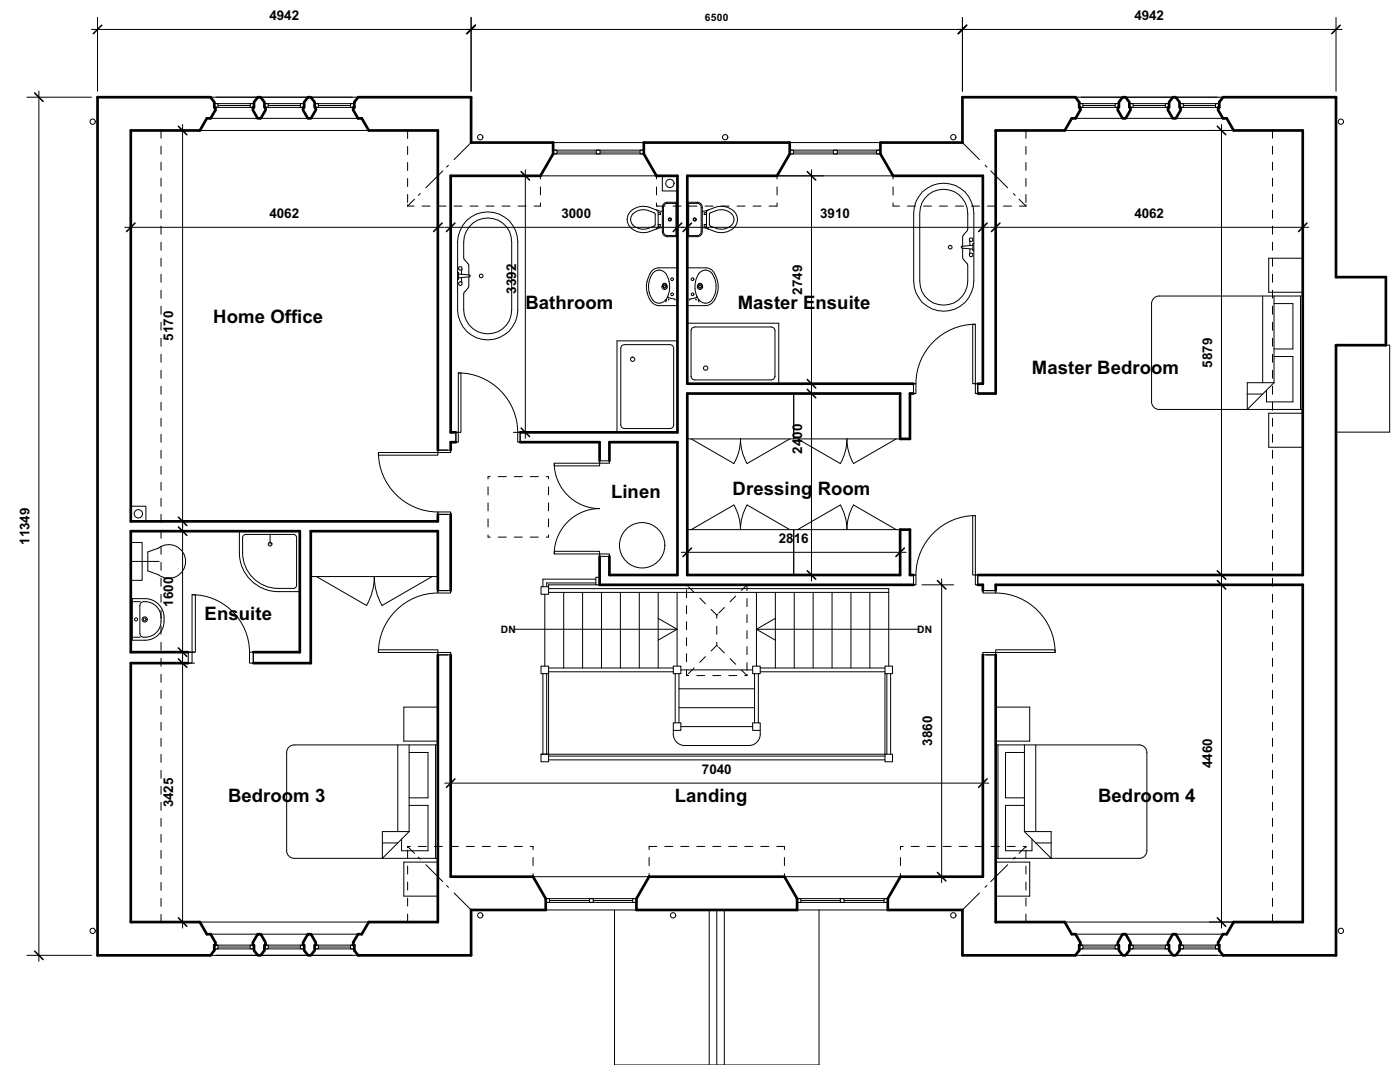 4942
6500
4942
4062
3000
3910
4062
3392
2749
Bathroom
Master Ensuite
Home Office
5170
5879
Master Bedroom
2400
Linen
Dressing Room
11349
2816
1600
Ensuite
DN
DN
3860
4460
7040
3425
Bedroom 3
Landing
Bedroom 4